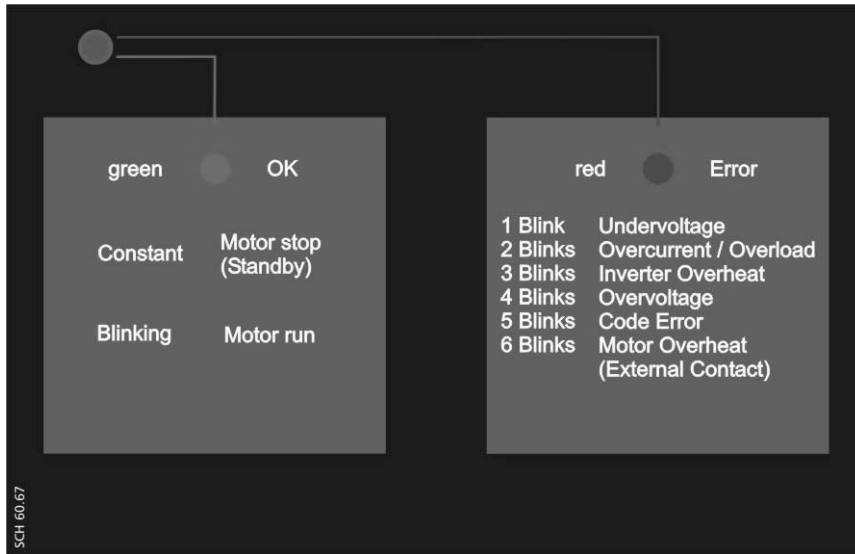 green OK
Constant Motor stop
(Standby)
Blinking Motor run
red Error
1 Blink Undervoltage
2 Blinks Overcurrent / Overload
3 Blinks Inverter Overheat
4 Blinks Overvoltage
5 Blinks Code Error
6 Blinks Motor Overheat
(External Contact)
SCH 60.67